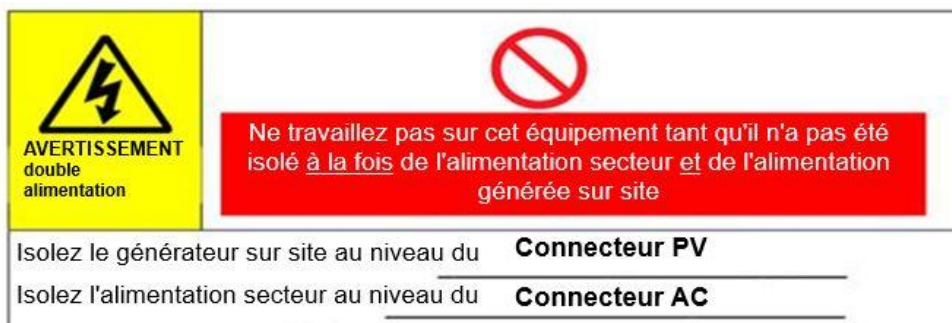 AVERTISSEMENT
double
alimentation
Ne travaillez pas sur cet équipement tant qu'il n'a pas été
isolé à la fois de l'alimentation secteur et de l'alimentation
générée sur site
Isolez le générateur sur site au niveau du Connecteur PV
Isolez l'alimentation secteur au niveau du Connecteur AC